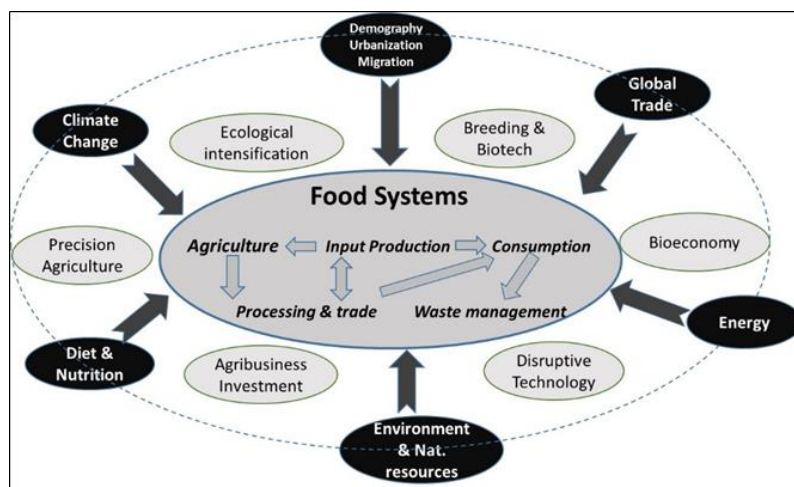 Demography
Urbanization
Migration
Climate
Change
Global
Trade
Ecological
intensification
Breeding &
Biotech
Food Systems
Agriculture
Input Production
Consumption
Precision
Agriculture
Bioeconomy
Processing & trade
Waste management
Energy
Diet &
Nutrition
Agribusiness
Investment
Disruptive
Technology
Environment
& Nat.
resources